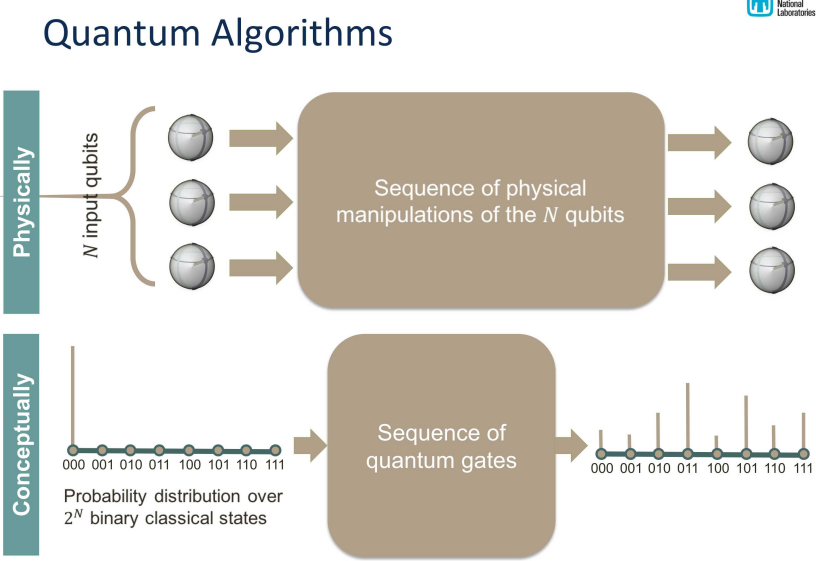 National
Laboratories
Quantum Algorithms
Physically
N input qubits
Sequence of physical
manipulations of the N qubits
Conceptually
000 001 010 011 100 101 110 111
Probability distribution over
2^N binary classical states
Sequence of
quantum gates
000 001 010 011 100 101 110 111